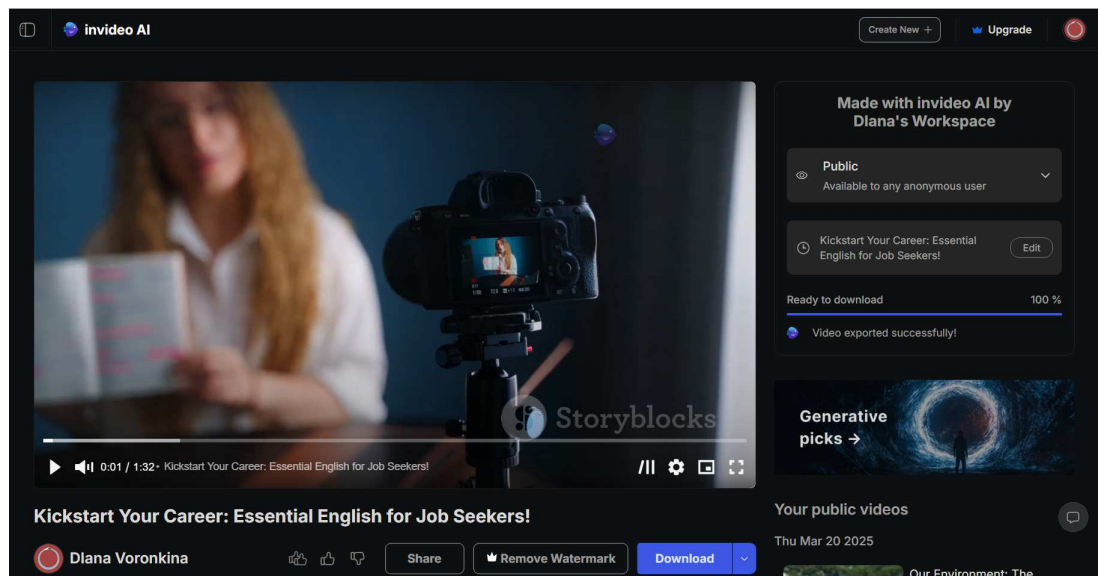 invideo AI
Create New +
Upgrade
Made with invideo AI by
DIana's Workspace
Public
Available to any anonymous user
Kickstart Your Career: Essential
English for Job Seekers!
Edit
Ready to download
100 %
Video exported successfully!
Storyblocks
0:01 / 1:32 • Kickstart Your Career: Essential English for Job Seekers!
Generative
picks →
Kickstart Your Career: Essential English for Job Seekers!
DIana Voronkina
Share
Remove Watermark
Download
Your public videos
Thu Mar 20 2025
Our Environment: The